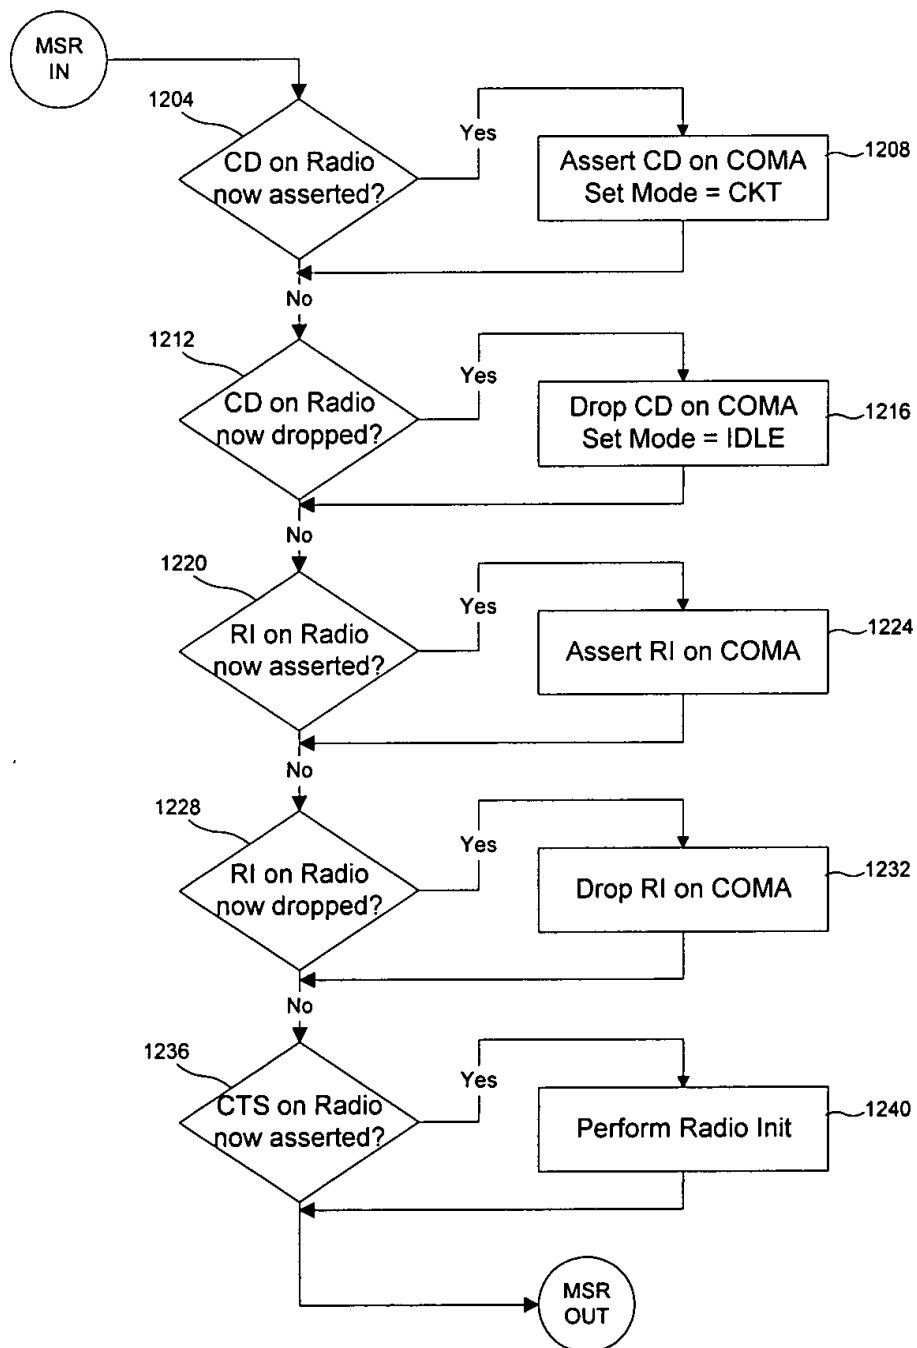 MSR
IN
1204
CD on Radio
now asserted?
Yes
Assert CD on COMA
Set Mode = CKT
1208
No
1212
CD on Radio
now dropped?
Yes
Drop CD on COMA
Set Mode = IDLE
1216
No
1220
RI on Radio
now asserted?
Yes
Assert RI on COMA
1224
No
1228
RI on Radio
now dropped?
Yes
Drop RI on COMA
1232
No
1236
CTS on Radio
now asserted?
Yes
Perform Radio Init
1240
MSR
OUT